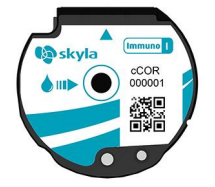 skyla
Immuno I
cCOR
000001